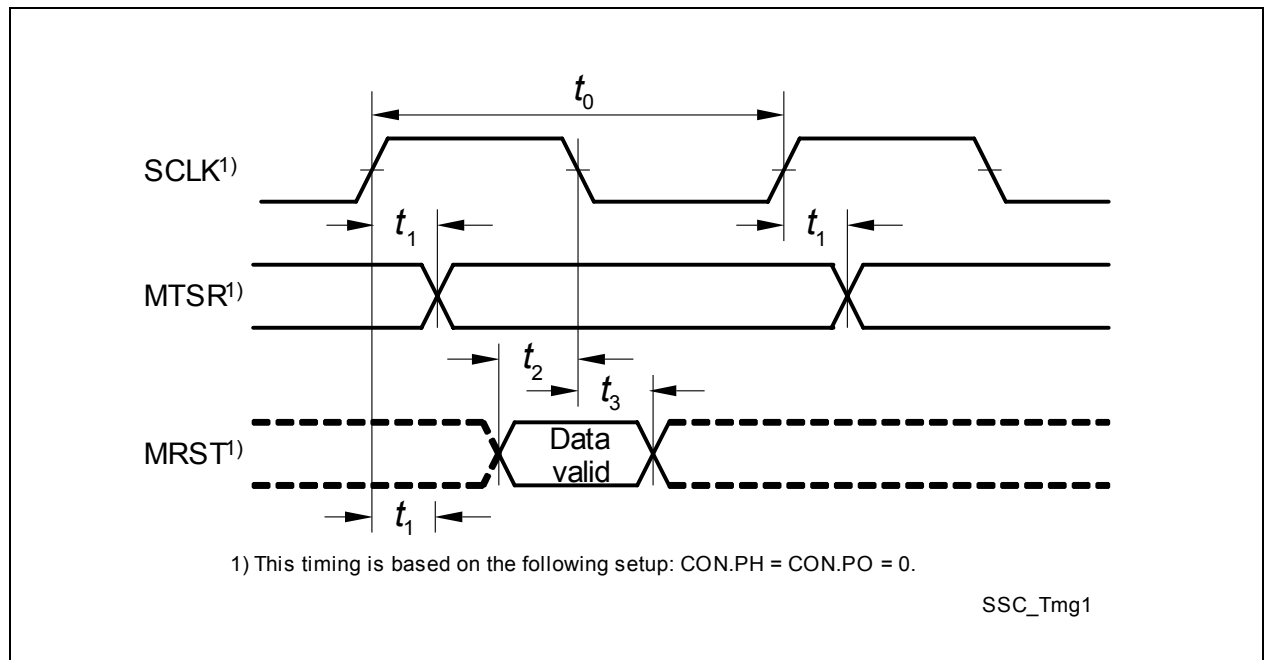 t0
SCLK1)
t1
t1
MTSR1)
t2
t3
MRST1)
Data
valid
t1
1) This timing is based on the following setup: CON.PH = CON.PO = 0.
SSC_Tmg1